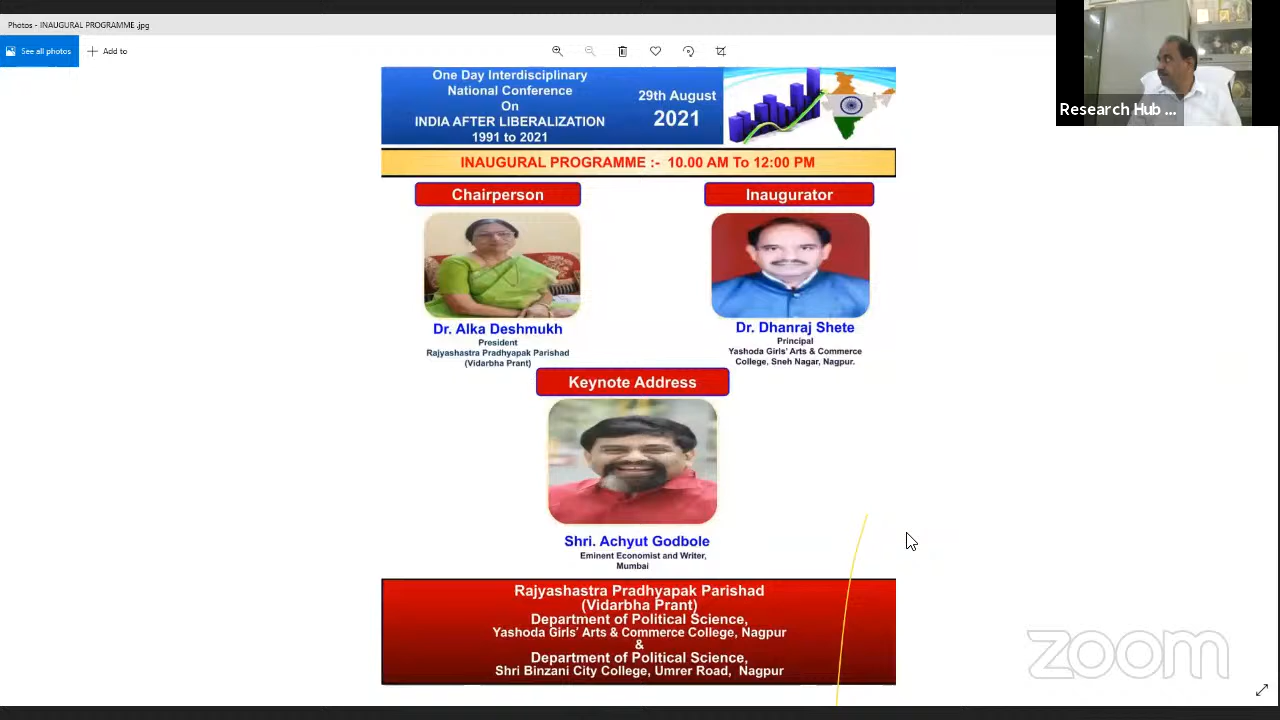 Photos - INAUGURAL PROGRAMME .jpg
See all photos
Add to
Research Hub ...
One Day Interdisciplinary
National Conference
On
INDIA AFTER LIBERALIZATION
1991 to 2021
29th August
2021
INAUGURAL PROGRAMME :- 10.00 AM To 12:00 PM
Chairperson
Dr. Alka Deshmukh
President
Rajyashastra Pradhyapak Parishad
(Vidarbha Prant)
Inaugurator
Dr. Dhanraj Shete
Principal
Yashoda Girls' Arts & Commerce
College, Sneh Nagar, Nagpur.
Keynote Address
Shri. Achyut Godbole
Eminent Economist and Writer,
Mumbai
Rajyashastra Pradhyapak Parishad
(Vidarbha Prant)
Department of Political Science,
Yashoda Girls' Arts & Commerce College, Nagpur
&
Department of Political Science,
Shri Binzani City College, Umrer Road, Nagpur
zoom